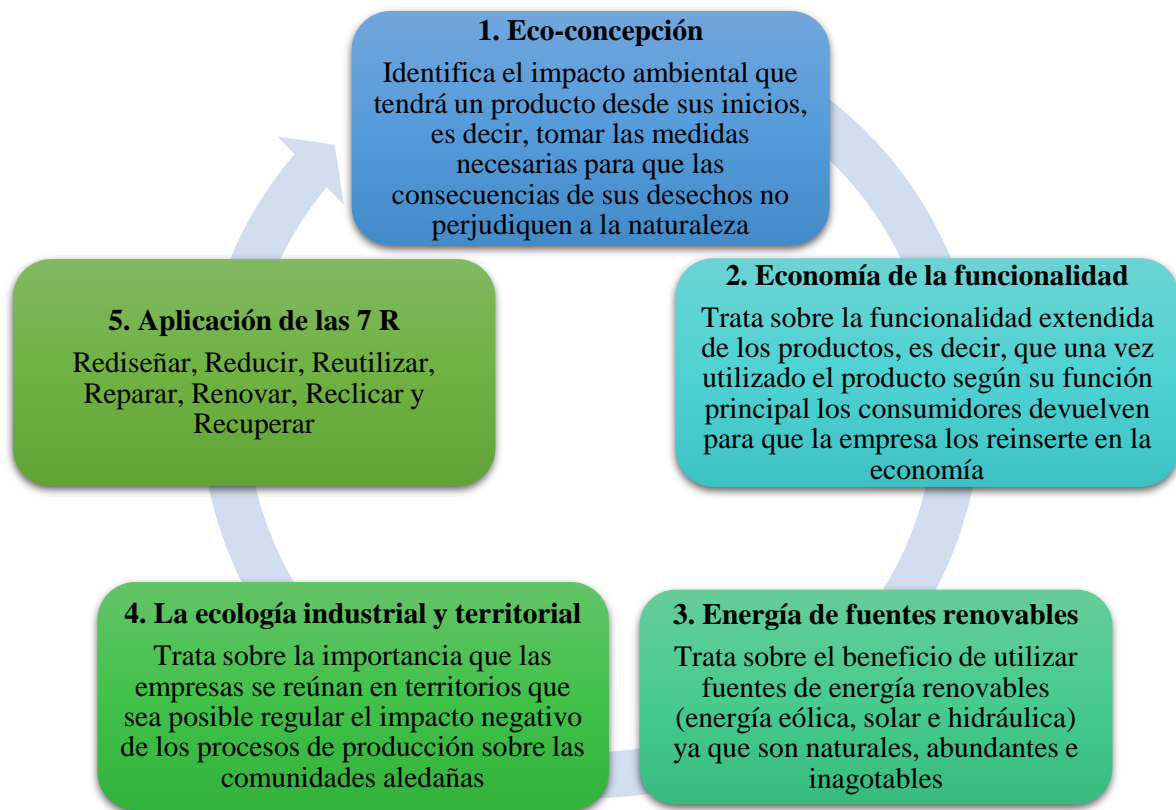 1. Eco-concepción
Identifica el impacto ambiental que
tendrá un producto desde sus inicios,
es decir, tomar las medidas
necesarias para que las
consecuencias de sus desechos no
perjudiquen a la naturaleza
2. Economía de la funcionalidad
Trata sobre la funcionalidad extendida
de los productos, es decir, que una vez
utilizado el producto según su función
principal los consumidores devuelven
para que la empresa los reinserte en la
economía
3. Energía de fuentes renovables
Trata sobre el beneficio de utilizar
fuentes de energía renovables
(energía eólica, solar e hidráulica)
ya que son naturales, abundantes e
inagotables
4. La ecología industrial y territorial
Trata sobre la importancia que las
empresas se reúnan en territorios que
sea posible regular el impacto negativo
de los procesos de producción sobre las
comunidades aledañas
5. Aplicación de las 7 R
Rediseñar, Reducir, Reutilizar,
Reparar, Renovar, Reclicar y
Recuperar